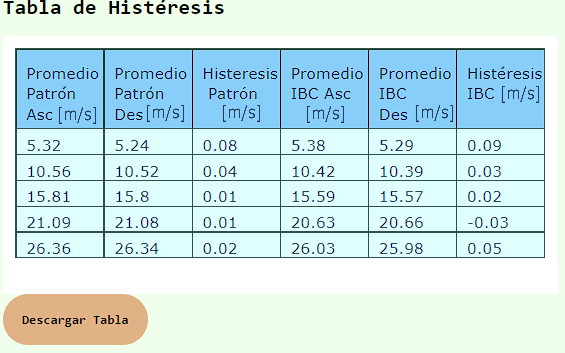 Tabla de Histéresis
Promedio Patrón Asc [m/s] Promedio Patrón Des [m/s] Histeresis Patrón [m/s] Promedio IBC Asc [m/s] Promedio IBC Des [m/s] Histéresis IBC [m/s]
5.32 5.24 0.08 5.38 5.29 0.09
10.56 10.52 0.04 10.42 10.39 0.03
15.81 15.8 0.01 15.59 15.57 0.02
21.09 21.08 0.01 20.63 20.66 -0.03
26.36 26.34 0.02 26.03 25.98 0.05
Descargar Tabla